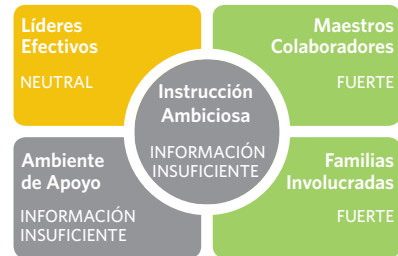 Líderes
Efectivos
NEUTRAL
Maestros
Colaboradores
FUERTE
Instrucción
Ambiciosa
INFORMACIÓN
INSUFICIENTE
Ambiente
de Apoyo
INFORMACIÓN
INSUFICIENTE
Familias
Involucradas
FUERTE